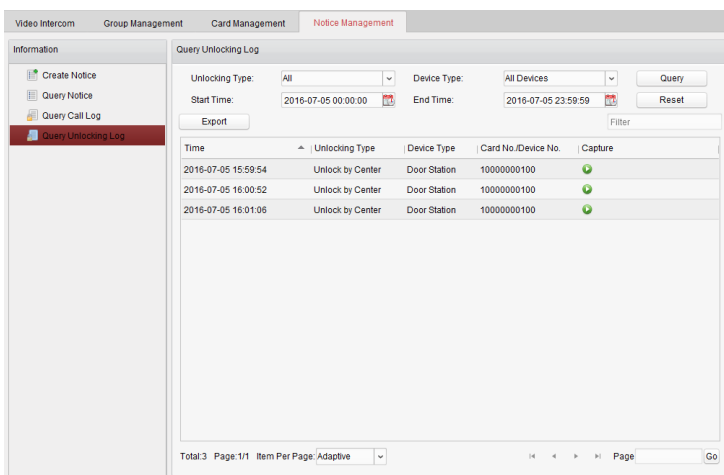 Video Intercom Group Management Card Management Notice Management
Information
Create Notice
Query Notice
Query Call Log
Query Unlocking Log
Query Unlocking Log
Unlocking Type: All Device Type: All Devices Query
Start Time: 2016-07-05 00:00:00 End Time: 2016-07-05 23:59:59 Reset
Export Filter
Time Unlocking Type Device Type Card No./Device No. Capture
2016-07-05 15:59:54 Unlock by Center Door Station 10000000100
2016-07-05 16:00:52 Unlock by Center Door Station 10000000100
2016-07-05 16:01:06 Unlock by Center Door Station 10000000100
Total:3 Page:1/1 Item Per Page: Adaptive Page Go